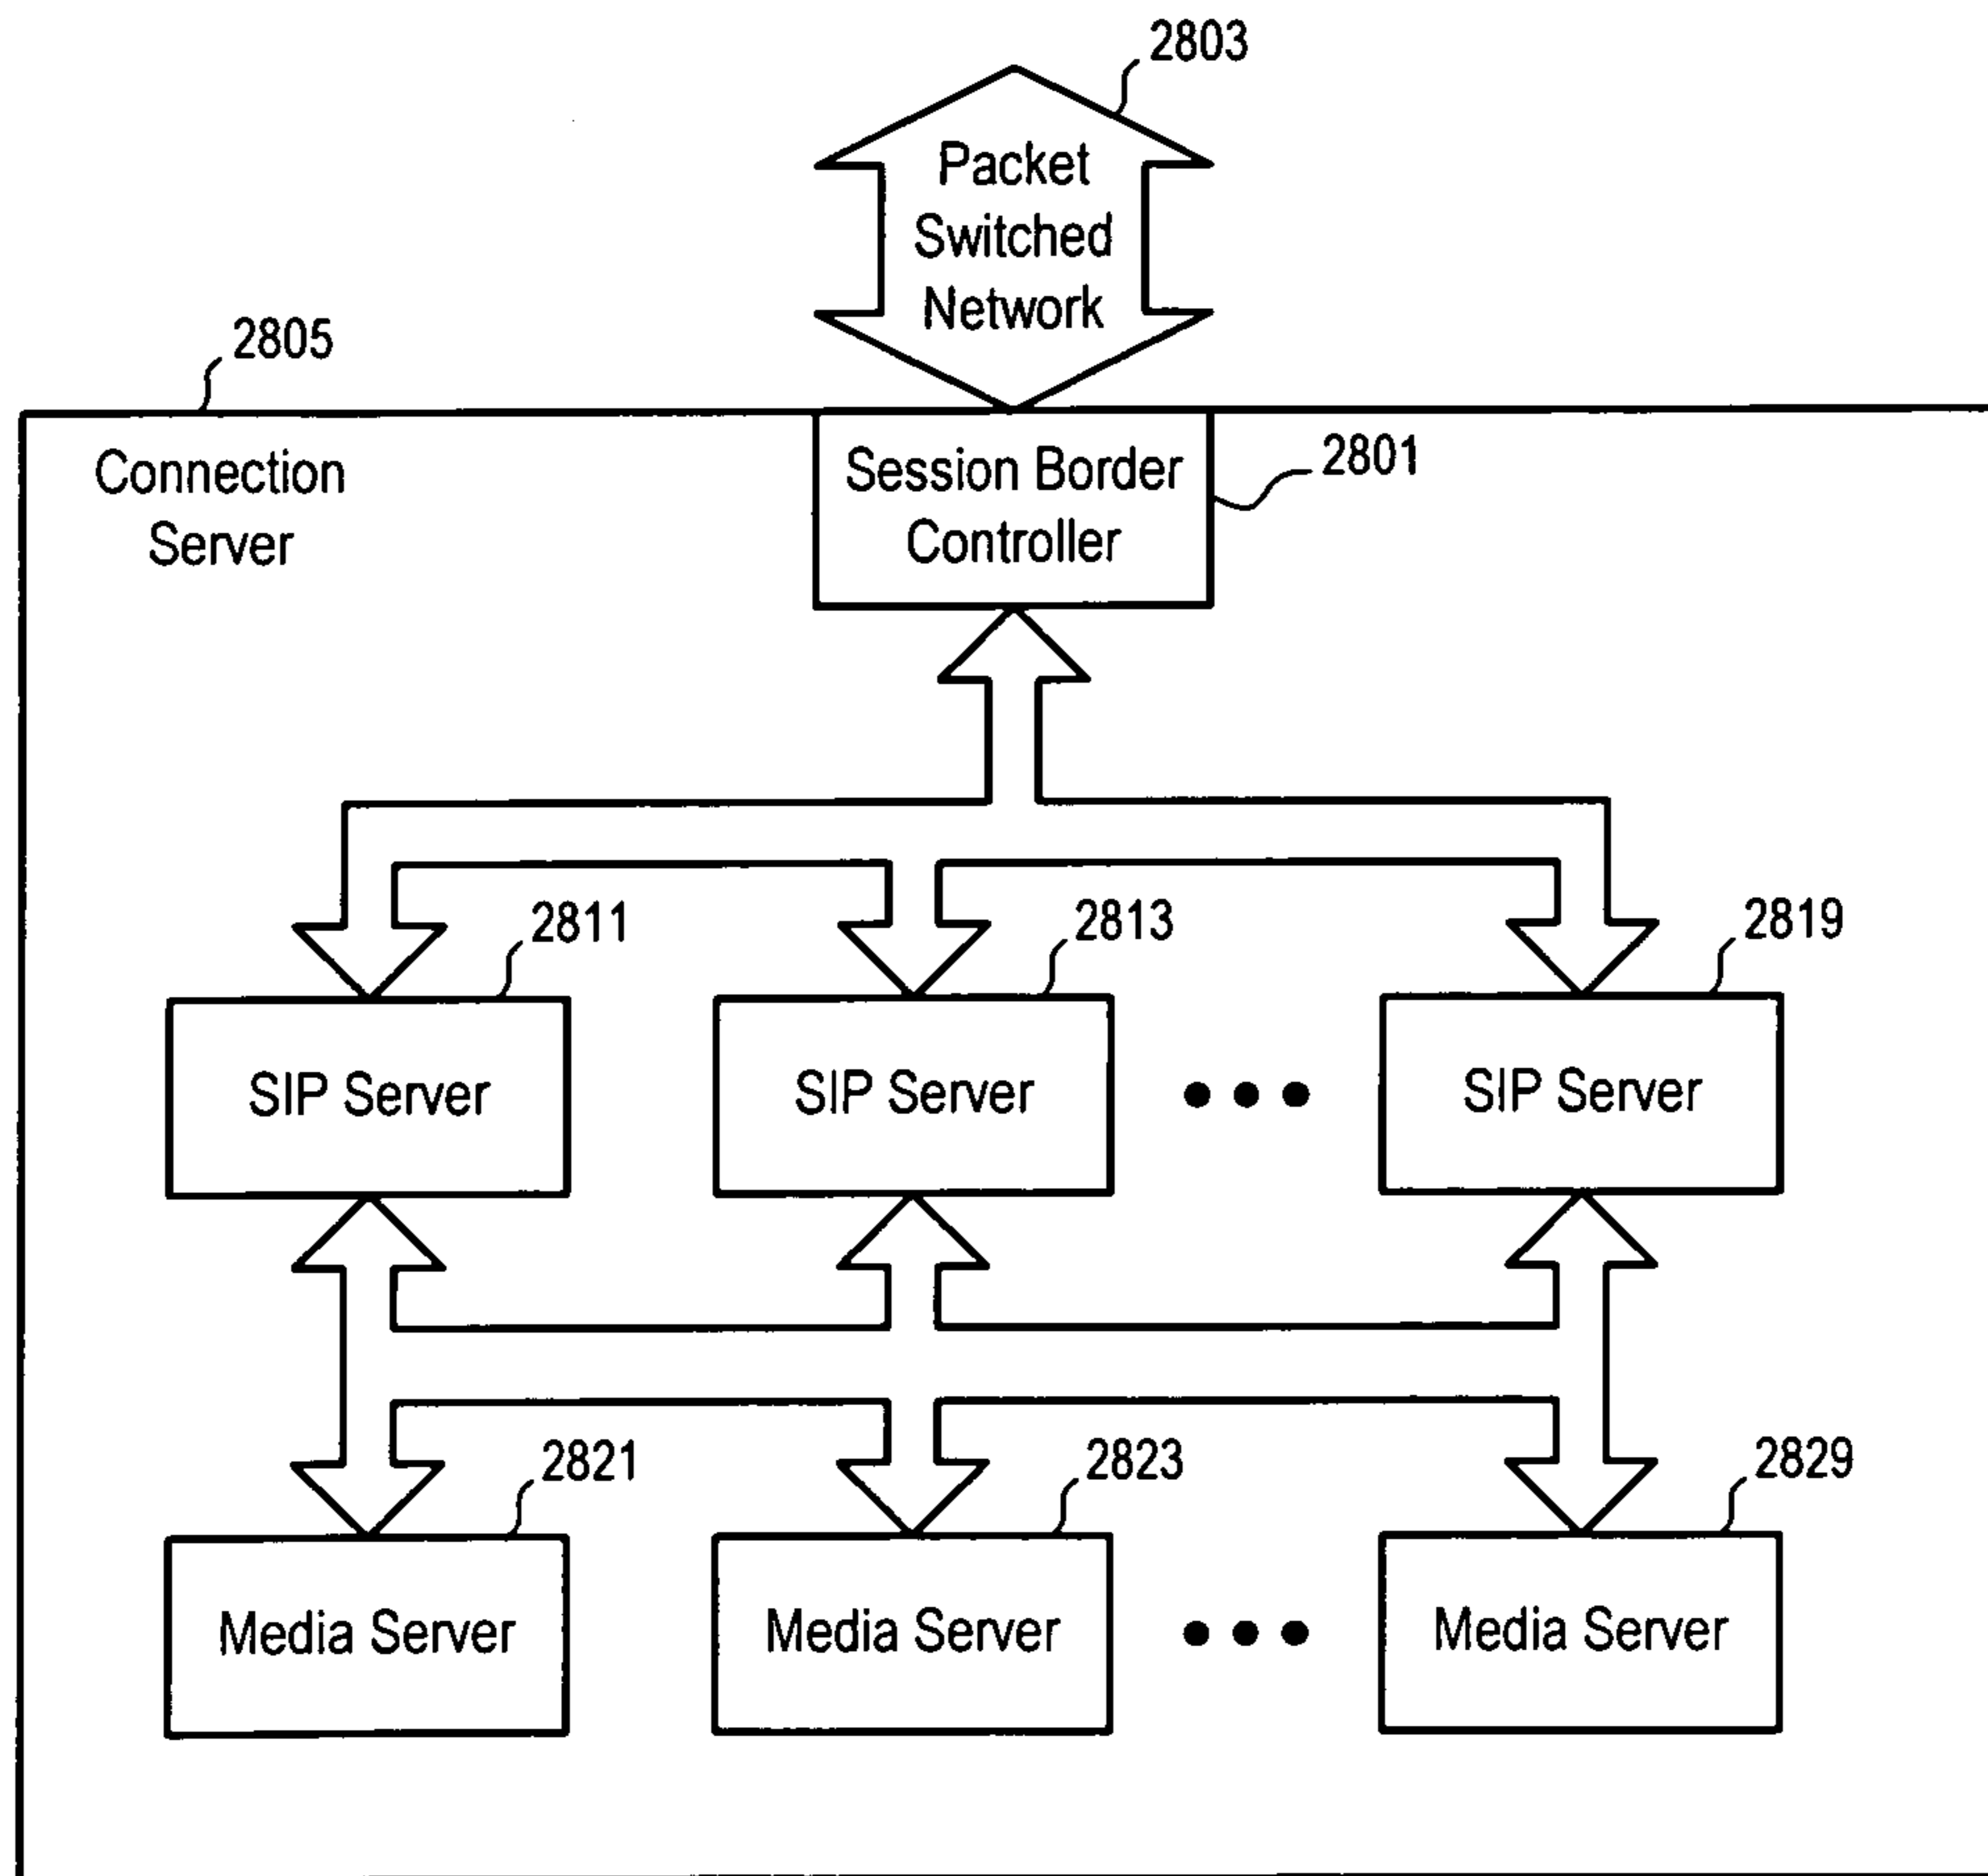 2803
Packet
Switched
Network
2805
Connection
Server
Session Border
Controller
2801
2811
2813
2819
SIP Server
SIP Server
SIP Server
2821
2823
2829
Media Server
Media Server
Media Server